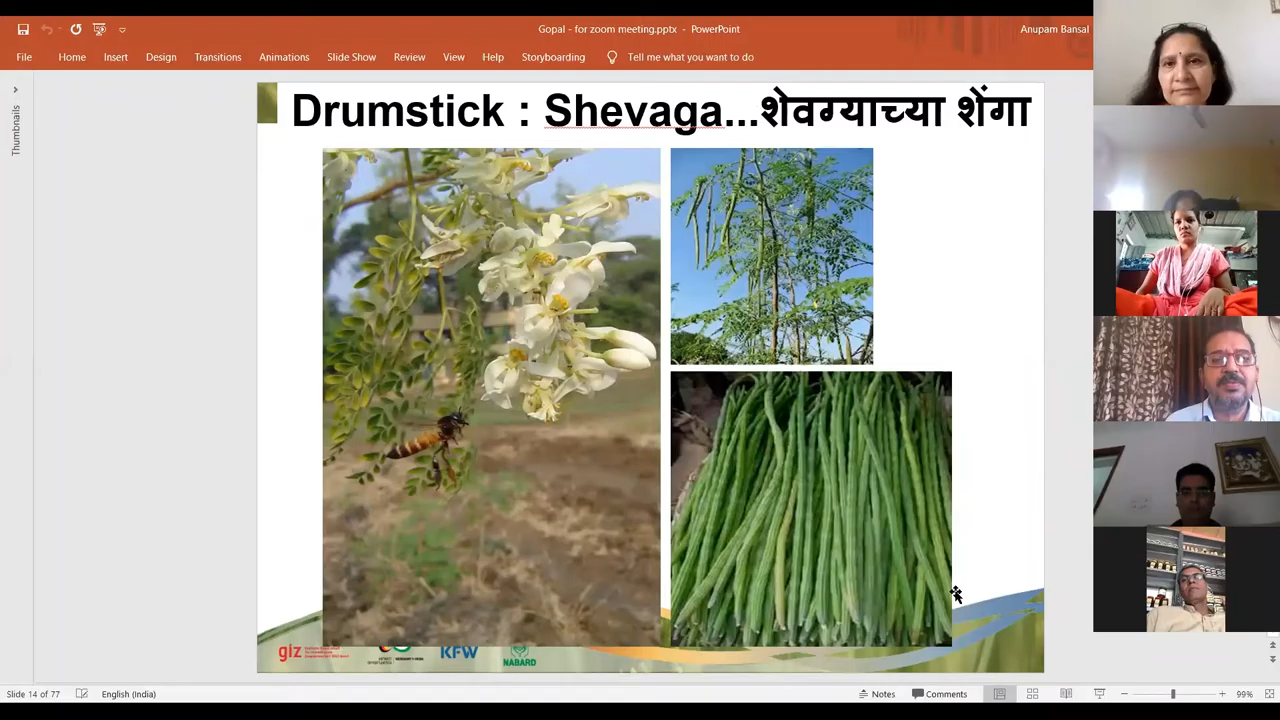 Gopal - for zoom meeting.pptx - PowerPoint
Anupam Bansal
File Home Insert Design Transitions Animations Slide Show Review View Help Storyboarding Tell me what you want to do
Thumbnails
Drumstick : Shevaga...शेवग्याच्या शेंगा
giz
KFW
NABARD
Slide 14 of 77 English (India) Notes Comments 99%